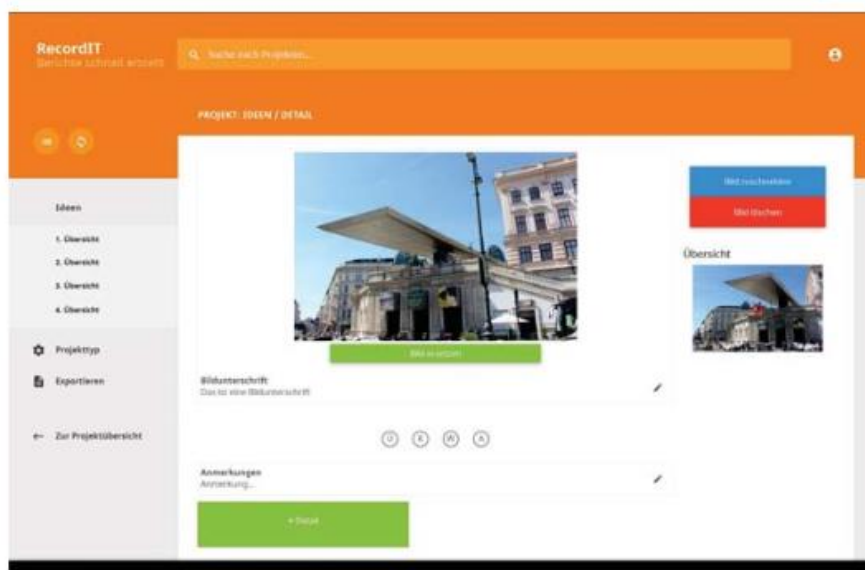 RecordIT
Berichte schnell erstellt
Suche nach Projekten...
PROJEKT: IDEEN / DETAIL
Ideen
1. Übersicht
2. Übersicht
3. Übersicht
4. Übersicht
Projekttyp
Exportieren
Zur Projektübersicht
Bild zuschneiden
Bild löschen
Übersicht
Bild ersetzen
Bildunterschrift
Das ist eine Bildunterschrift
Anmerkungen
Anmerkung...
+ Detail